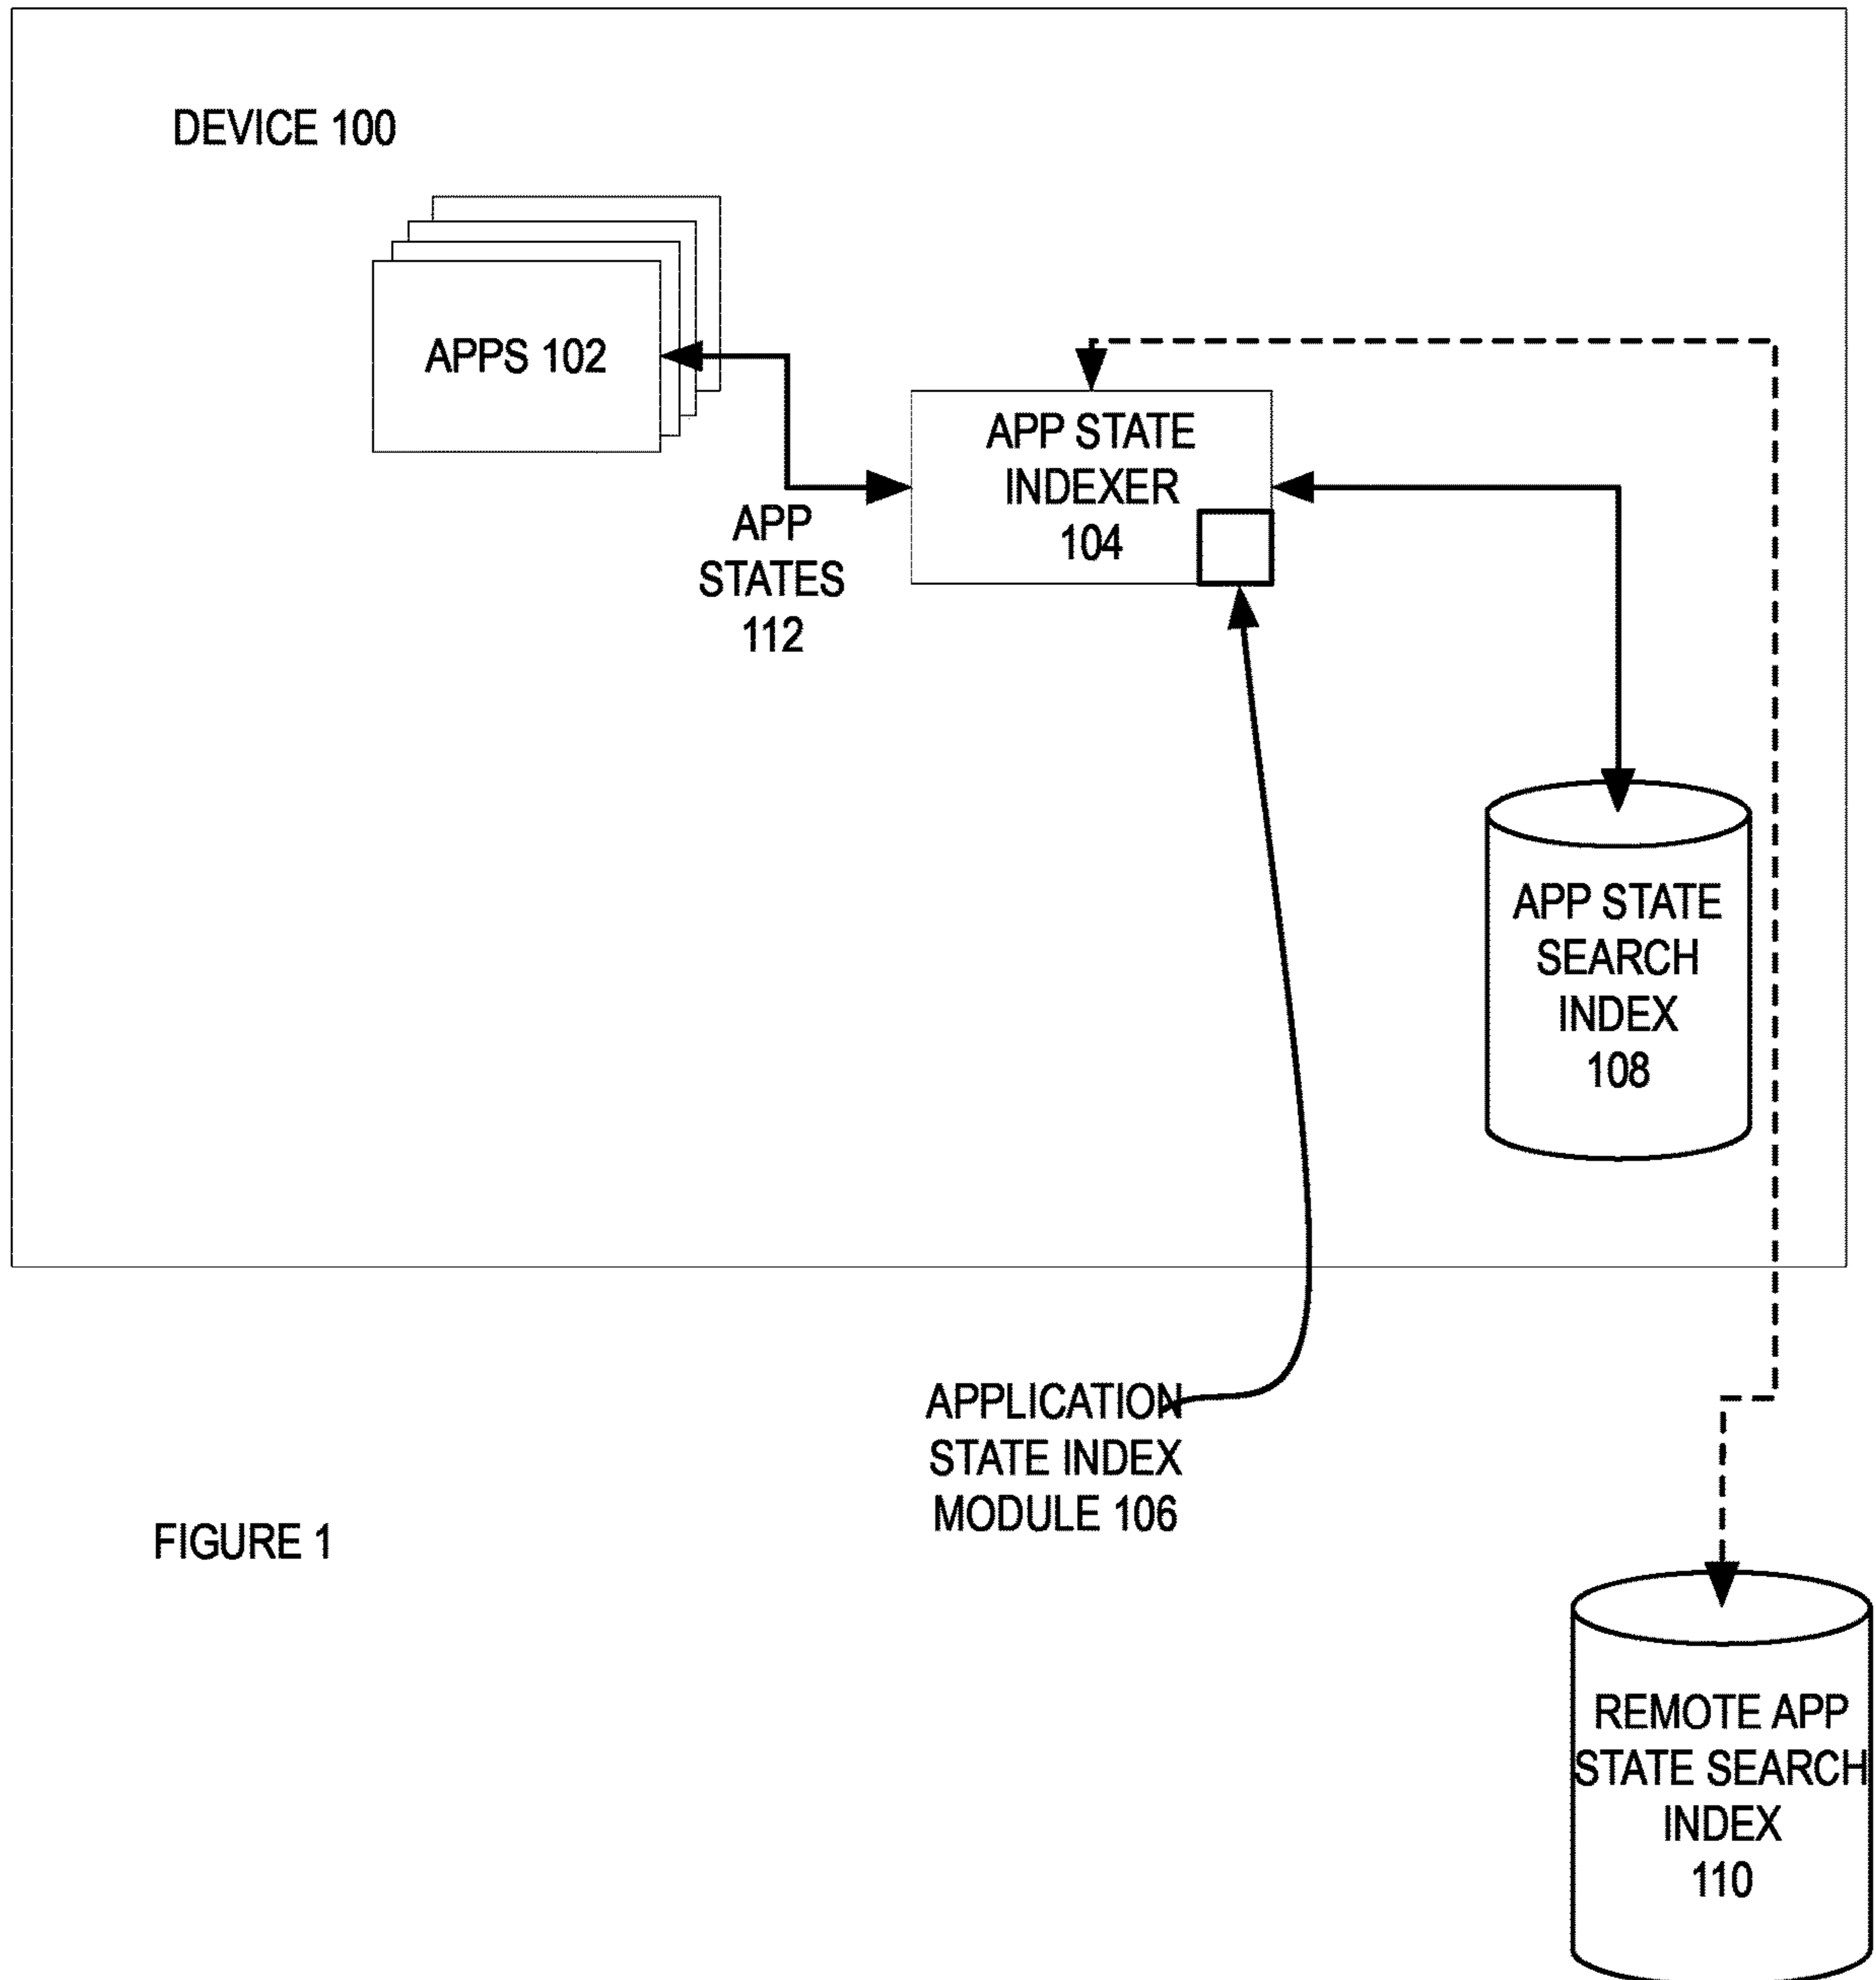 DEVICE 100
APPS 102
APP STATE
INDEXER
104
APP
STATES
112
APP STATE
SEARCH
INDEX
108
APPLICATION
STATE INDEX
MODULE 106
FIGURE 1
REMOTE APP
STATE SEARCH
INDEX
110